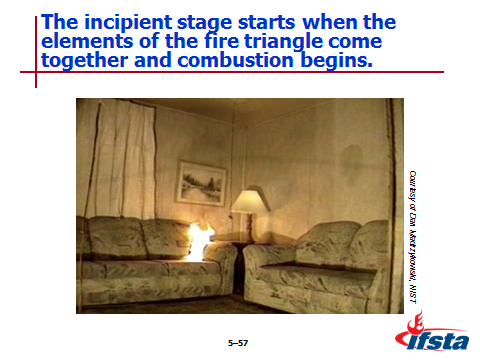 The incipient stage starts when the
elements of the fire triangle come
together and combustion begins.
Courtesy of Dan Madrzykowski, NIST
5–57
ifsta